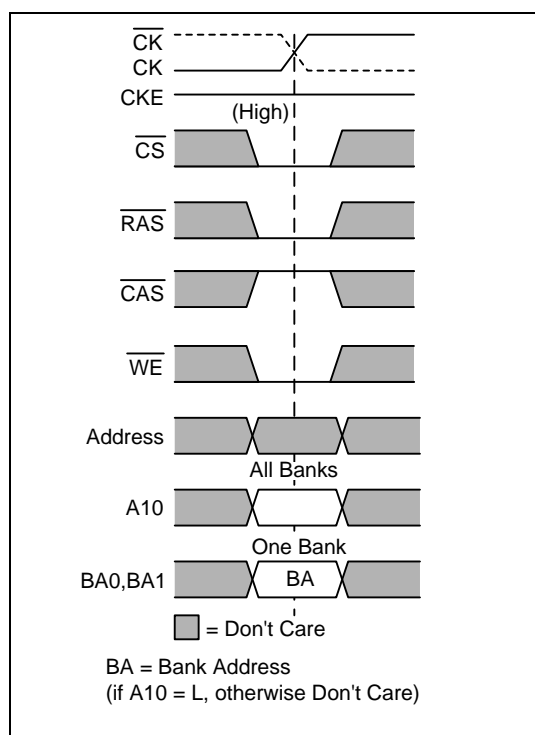 CK
CK
CKE
(High)
CS
RAS
CAS
WE
Address
All Banks
A10
One Bank
BA0,BA1
BA
= Don't Care
BA = Bank Address
(if A10 = L, otherwise Don't Care)